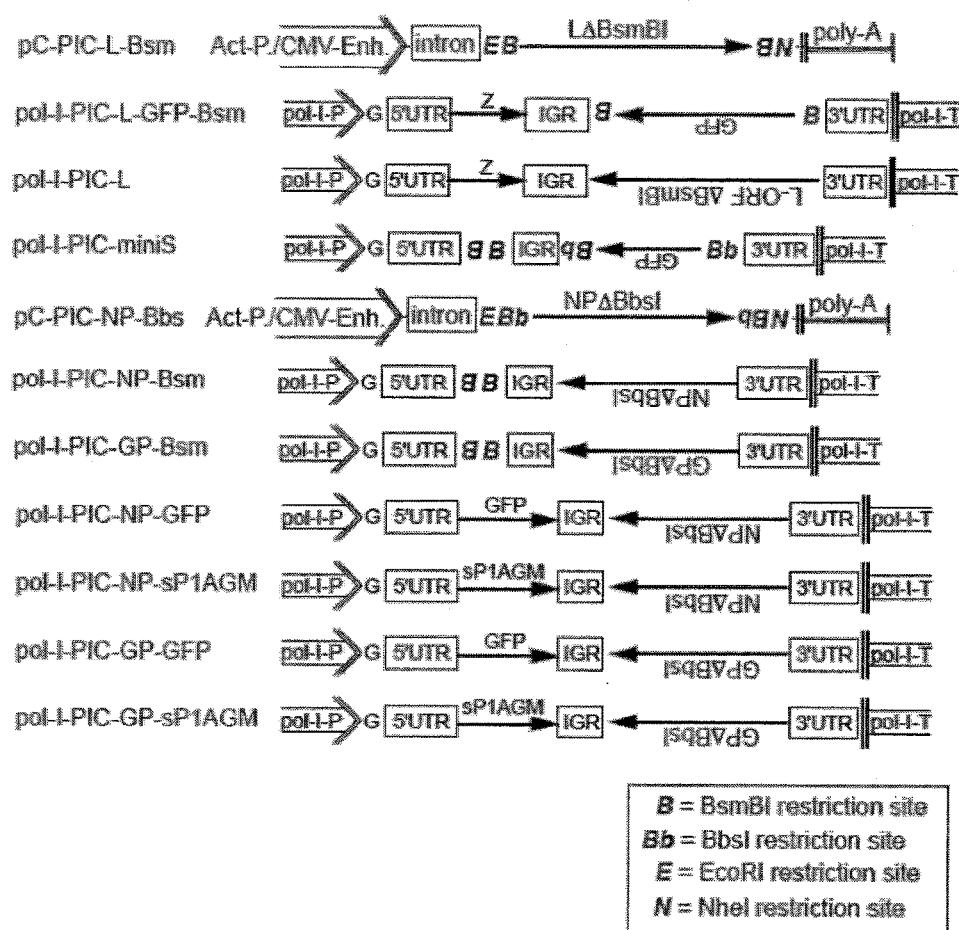 pC-PIC-L-Bsm Act-P./CMV-Enh. intron EB LΔBsmBI BN poly-A
pol-I-PIC-L-GFP-Bsm pol-I-P G 5'UTR Z IGR B GFP B 3'UTR pol-I-T
pol-I-PIC-L pol-I-P G 5'UTR Z IGR L-ORF ΔBsmBI 3'UTR pol-I-T
pol-I-PIC-miniS pol-I-P G 5'UTR B B IGR Bb GFP Bb 3'UTR pol-I-T
pC-PIC-NP-Bbs Act-P./CMV-Enh. intron EBb NPΔBbsI BbN poly-A
pol-I-PIC-NP-Bsm pol-I-P G 5'UTR B B IGR NPΔBbsI 3'UTR pol-I-T
pol-I-PIC-GP-Bsm pol-I-P G 5'UTR B B IGR GPΔBbsI 3'UTR pol-I-T
pol-I-PIC-NP-GFP pol-I-P G 5'UTR GFP IGR NPΔBbsI 3'UTR pol-I-T
pol-I-PIC-NP-sP1AGM pol-I-P G 5'UTR sP1AGM IGR NPΔBbsI 3'UTR pol-I-T
pol-I-PIC-GP-GFP pol-I-P G 5'UTR GFP IGR GPΔBbsI 3'UTR pol-I-T
pol-I-PIC-GP-sP1AGM pol-I-P G 5'UTR sP1AGM IGR GPΔBbsI 3'UTR pol-I-T
B = BsmBI restriction site
Bb = BbsI restriction site
E = EcoRI restriction site
N = NheI restriction site